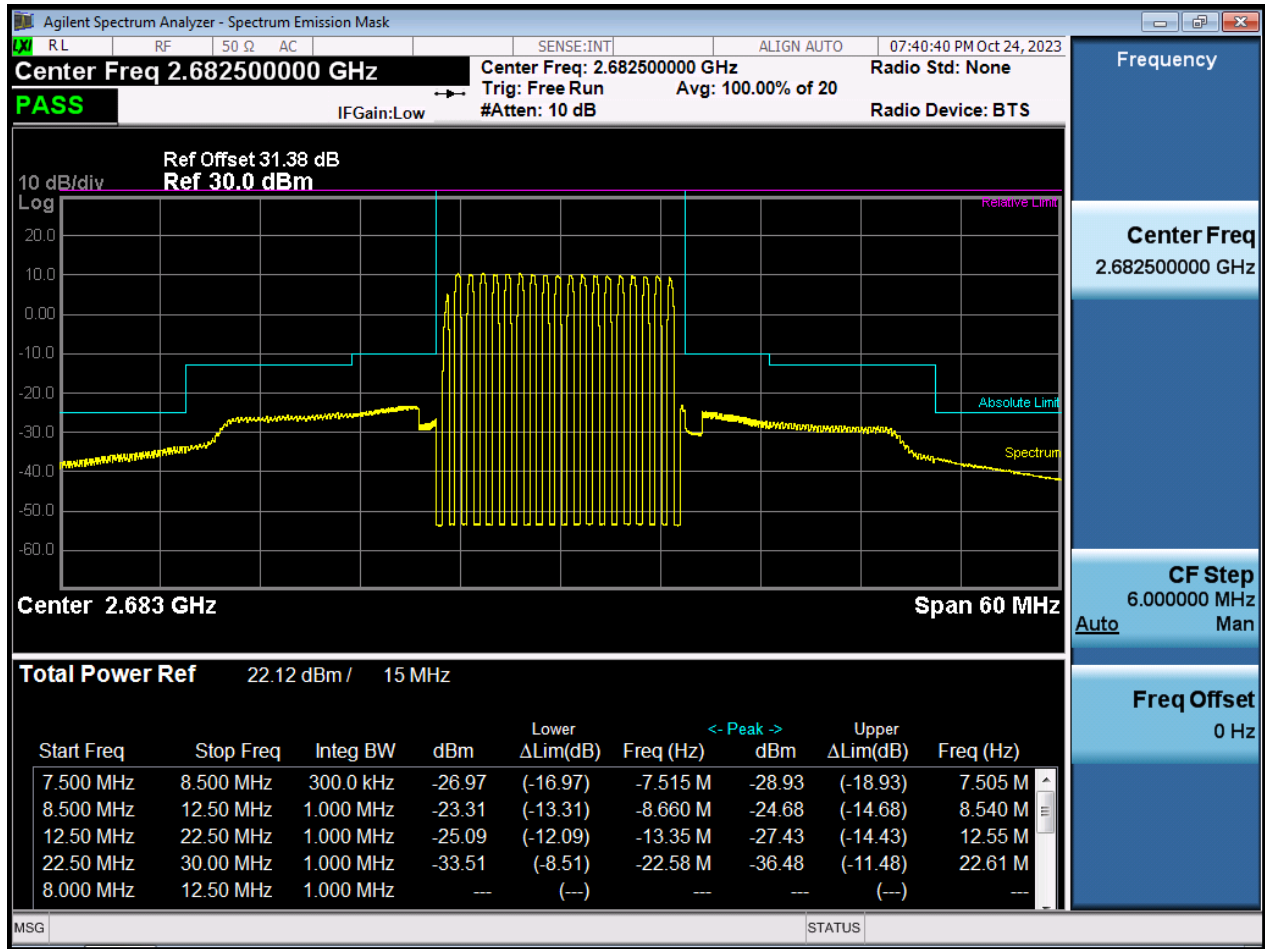 Agilent Spectrum Analyzer - Spectrum Emission Mask
LXI RL RF 50 Ω AC SENSE:INT ALIGN AUTO 07:40:40 PM Oct 24, 2023
Center Freq 2.682500000 GHz
PASS
IFGain:Low
Center Freq: 2.682500000 GHz
Trig: Free Run Avg: 100.00% of 20
#Atten: 10 dB
Radio Std: None
Radio Device: BTS
Ref Offset 31.38 dB
10 dB/div Ref 30.0 dBm
Log
Relative Limit
20.0
10.0
0.00
-10.0
-20.0
Absolute Limit
-30.0
Spectrum
-40.0
-50.0
-60.0
Center 2.683 GHz Span 60 MHz
Total Power Ref 22.12 dBm / 15 MHz
Lower <- Peak -> Upper
Start Freq Stop Freq Integ BW dBm ΔLim(dB) Freq (Hz) dBm ΔLim(dB) Freq (Hz)
7.500 MHz 8.500 MHz 300.0 kHz -26.97 (-16.97) -7.515 M -28.93 (-18.93) 7.505 M
8.500 MHz 12.50 MHz 1.000 MHz -23.31 (-13.31) -8.660 M -24.68 (-14.68) 8.540 M
12.50 MHz 22.50 MHz 1.000 MHz -25.09 (-12.09) -13.35 M -27.43 (-14.43) 12.55 M
22.50 MHz 30.00 MHz 1.000 MHz -33.51 (-8.51) -22.58 M -36.48 (-11.48) 22.61 M
8.000 MHz 12.50 MHz 1.000 MHz --- (---) --- --- (---) ---
MSG STATUS
Frequency
Center Freq
2.682500000 GHz
CF Step
6.000000 MHz
Auto Man
Freq Offset
0 Hz